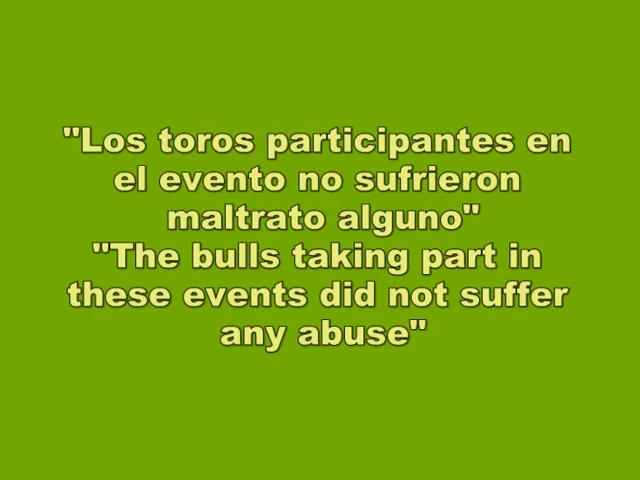 "Los toros participantes en
el evento no sufrieron
maltrato alguno"
"The bulls taking part in
these events did not suffer
any abuse"